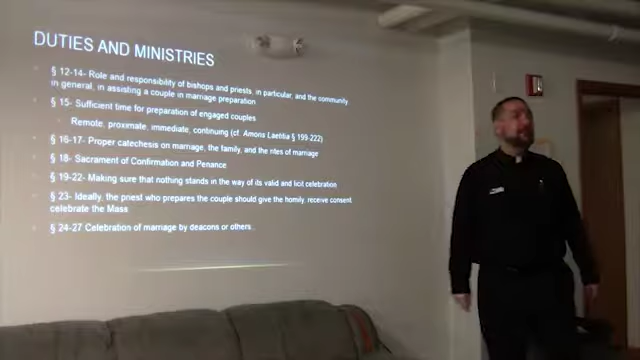 DUTIES AND MINISTRIES
§ 12-14- Role and responsibility of bishops and priests, in particular, and the community
in general, in assisting a couple in marriage preparation
§ 15- Sufficient time for preparation of engaged couples
Remote, proximate, immediate, continuing (cf. Amoris Laetitia § 199-222)
§ 16-17- Proper catechesis on marriage, the family, and the rites of marriage
§ 18- Sacrament of Confirmation and Penance
§ 19-22- Making sure that nothing stands in the way of its valid and licit celebration
§ 23- Ideally, the priest who prepares the couple should give the homily, receive consent,
celebrate the Mass
§ 24-27 Celebration of marriage by deacons or others..